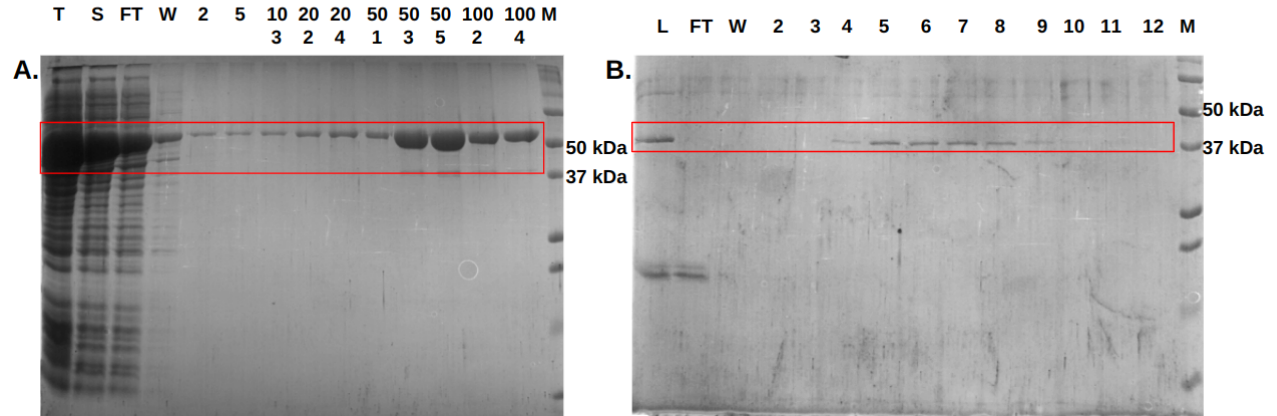 T S FT W 2 5 10 20 20 50 50 50 100 100 M
3 2 4 1 3 5 2 4
A.
50 kDa
37 kDa
L FT W 2 3 4 5 6 7 8 9 10 11 12 M
B.
50 kDa
37 kDa